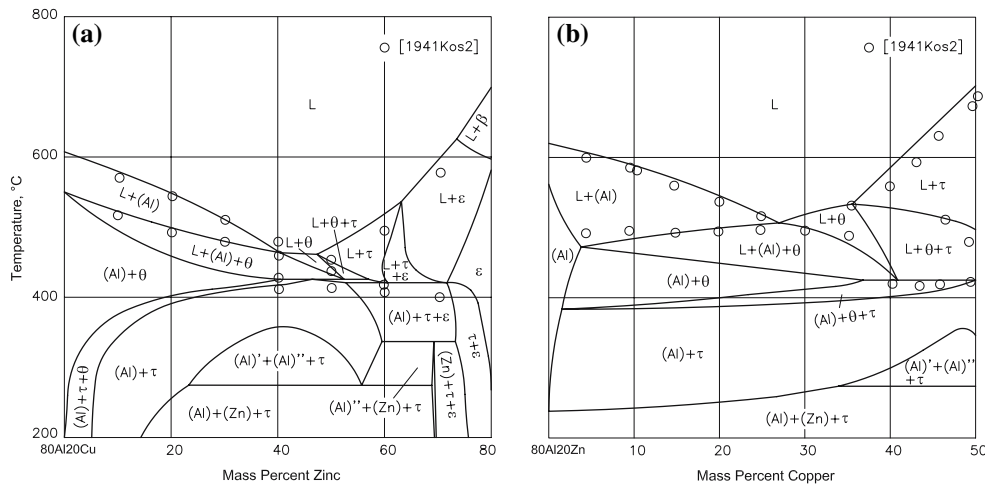 (a)
[1941Kos2]
L
L+β
L+(Al)
L+θ+τ
L+ε
L+θ
L+τ
L+(Al)+θ
L+τ
+ε
ε
(Al)+θ
(Al)+τ+ε
(Al)+τ+θ
(Al)+τ
(Al)'+(Al)''+τ
ε+τ+(Zn)
ε+τ
(Al)+(Zn)+τ
(Al)''+(Zn)+τ
800
600
400
200
Temperature, °C
80Al20Cu
20
40
60
80
Mass Percent Zinc
(b)
[1941Kos2]
L
L+(Al)
L+τ
L+θ
(Al)
L+(Al)+θ
L+θ+τ
(Al)+θ
(Al)+θ+τ
(Al)+τ
(Al)'+(Al)''
+τ
(Al)+(Zn)+τ
80Al20Zn
10
20
30
40
50
Mass Percent Copper